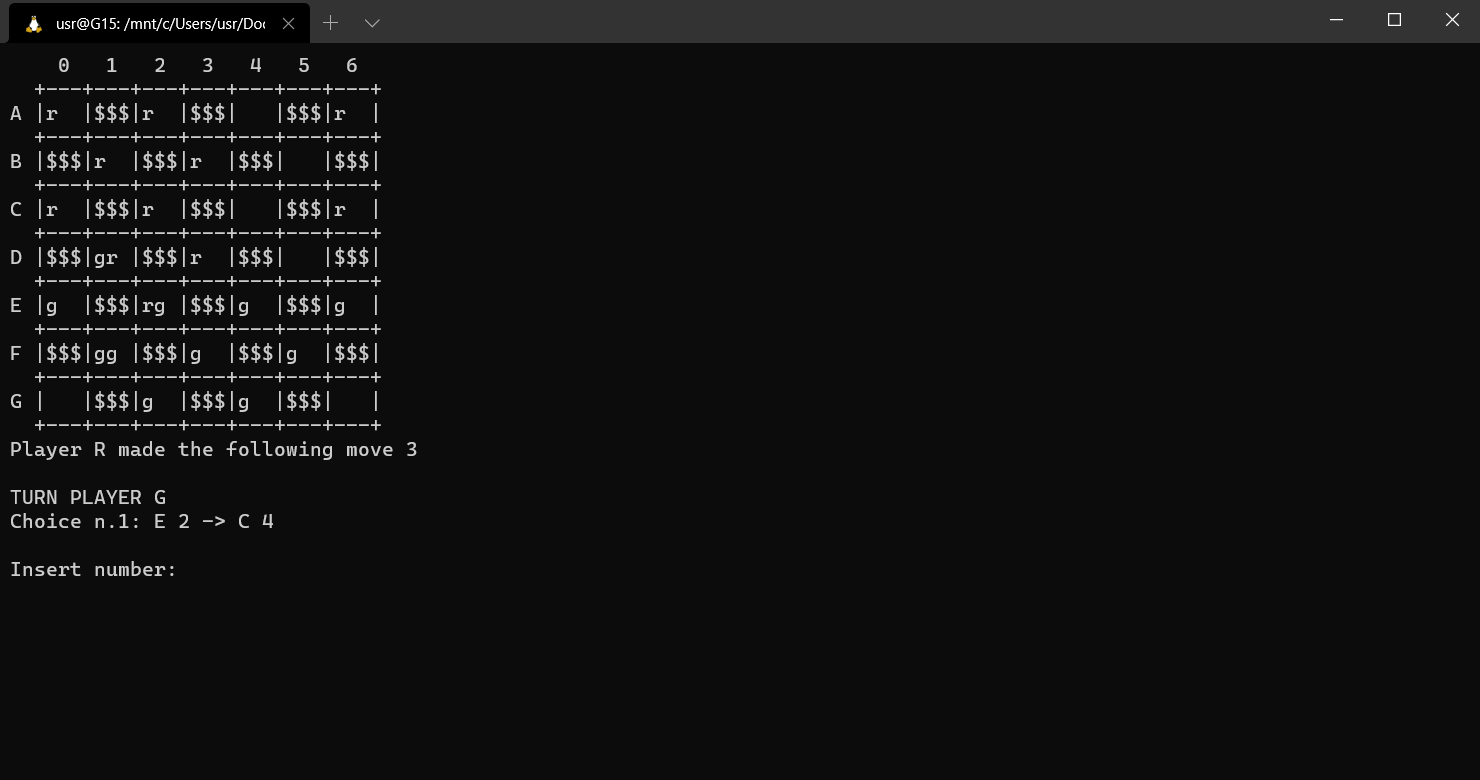 usr@G15: /mnt/c/Users/usr/Doc
    0   1   2   3   4   5   6
  +---+---+---+---+---+---+---+
A |r  |$$$|r  |$$$|   |$$$|r  |
  +---+---+---+---+---+---+---+
B |$$$|r  |$$$|r  |$$$|   |$$$|
  +---+---+---+---+---+---+---+
C |r  |$$$|r  |$$$|   |$$$|r  |
  +---+---+---+---+---+---+---+
D |$$$|gr |$$$|r  |$$$|   |$$$|
  +---+---+---+---+---+---+---+
E |g  |$$$|rg |$$$|g  |$$$|g  |
  +---+---+---+---+---+---+---+
F |$$$|gg |$$$|g  |$$$|g  |$$$|
  +---+---+---+---+---+---+---+
G |   |$$$|g  |$$$|g  |$$$|   |
  +---+---+---+---+---+---+---+
Player R made the following move 3
TURN PLAYER G
Choice n.1: E 2 -> C 4
Insert number: